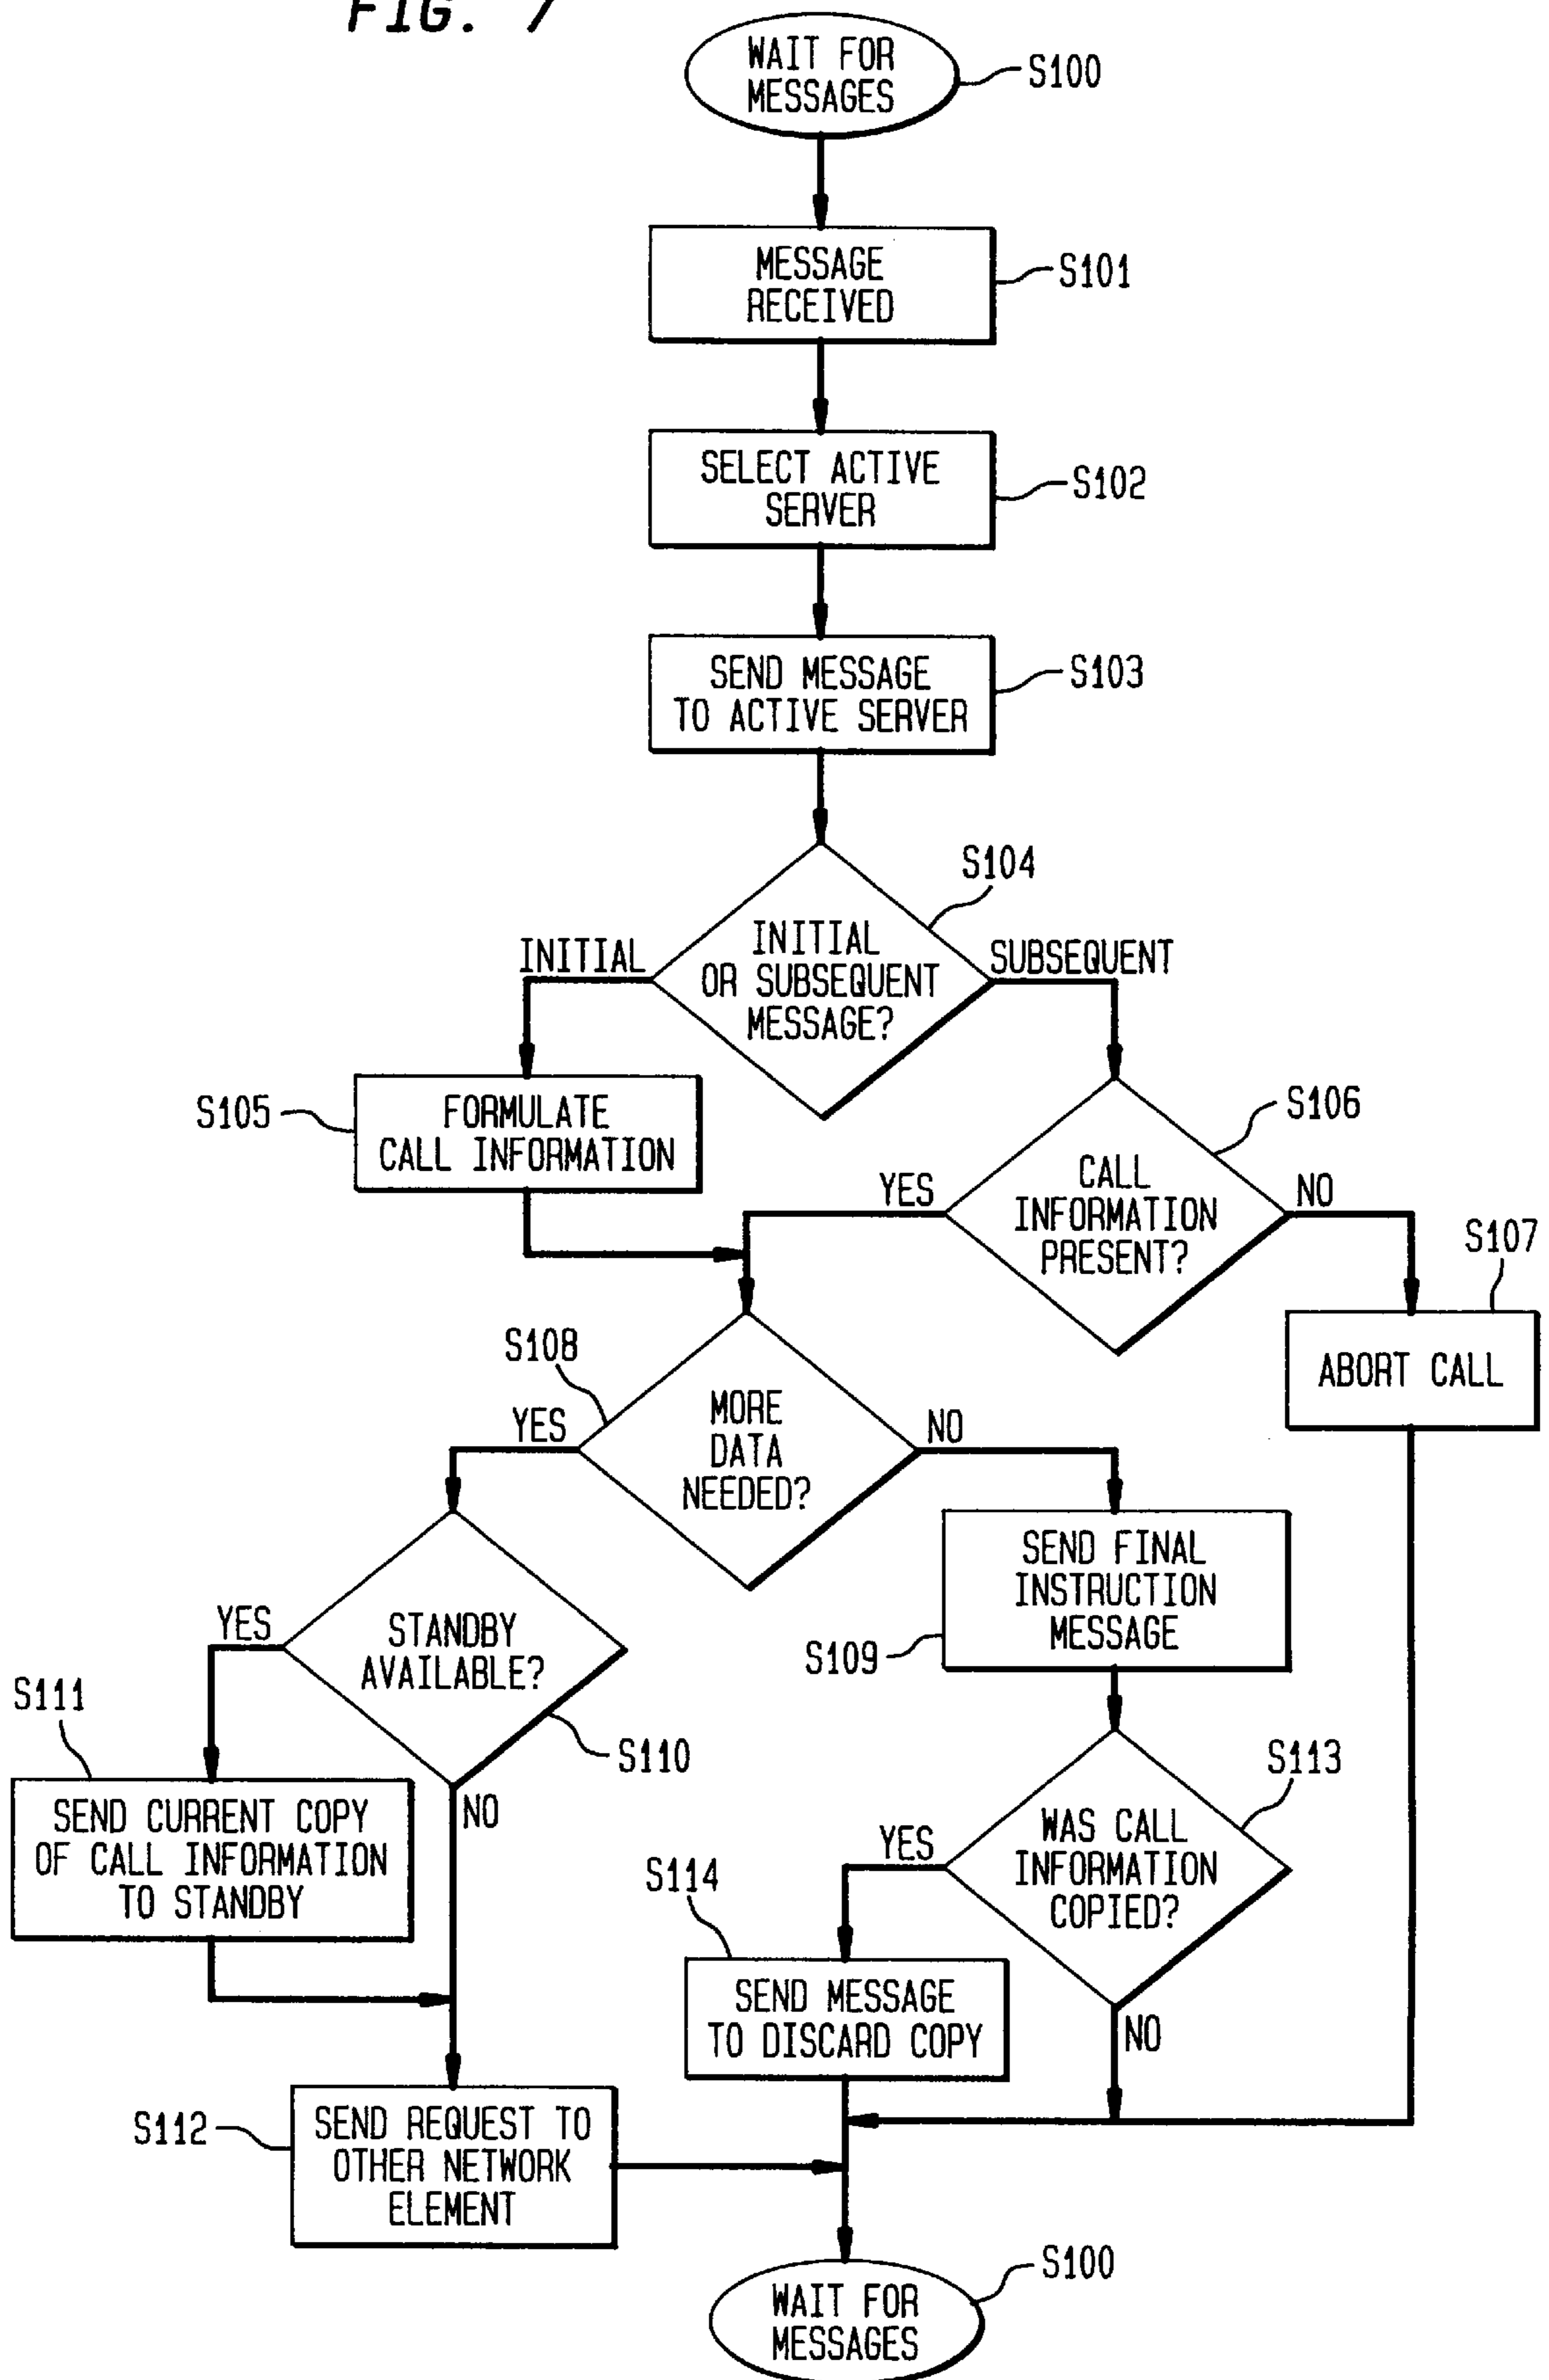 FIG. 7
WAIT FOR
MESSAGES
S100
MESSAGE
RECEIVED
S101
SELECT ACTIVE
SERVER
S102
SEND MESSAGE
TO ACTIVE SERVER
S103
S104
INITIAL
INITIAL
OR SUBSEQUENT
MESSAGE?
SUBSEQUENT
S105
FORMULATE
CALL INFORMATION
S106
YES
CALL
INFORMATION
PRESENT?
NO
S107
ABORT CALL
S108
YES
MORE
DATA
NEEDED?
NO
SEND FINAL
INSTRUCTION
MESSAGE
S109
YES
STANDBY
AVAILABLE?
S110
NO
S111
SEND CURRENT COPY
OF CALL INFORMATION
TO STANDBY
S113
YES
WAS CALL
INFORMATION
COPIED?
NO
S114
SEND MESSAGE
TO DISCARD COPY
S112
SEND REQUEST TO
OTHER NETWORK
ELEMENT
S100
WAIT FOR
MESSAGES